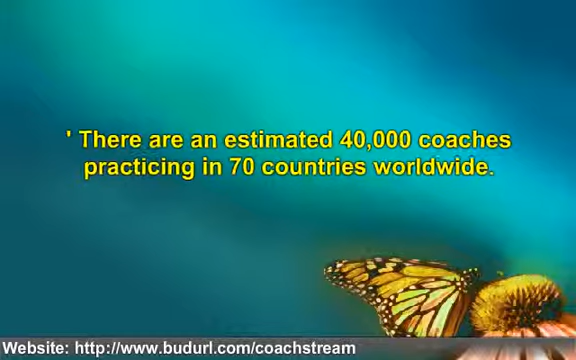 ' There are an estimated 40,000 coaches
practicing in 70 countries worldwide.
Website: http://www.budurl.com/coachstream